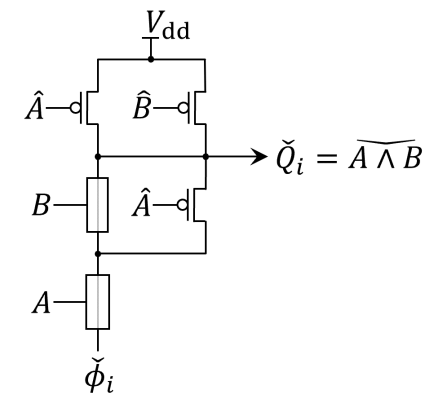 V_dd
Â B̂
Q̌_i = A ∧ B
B Â
A
ϕ̌_i